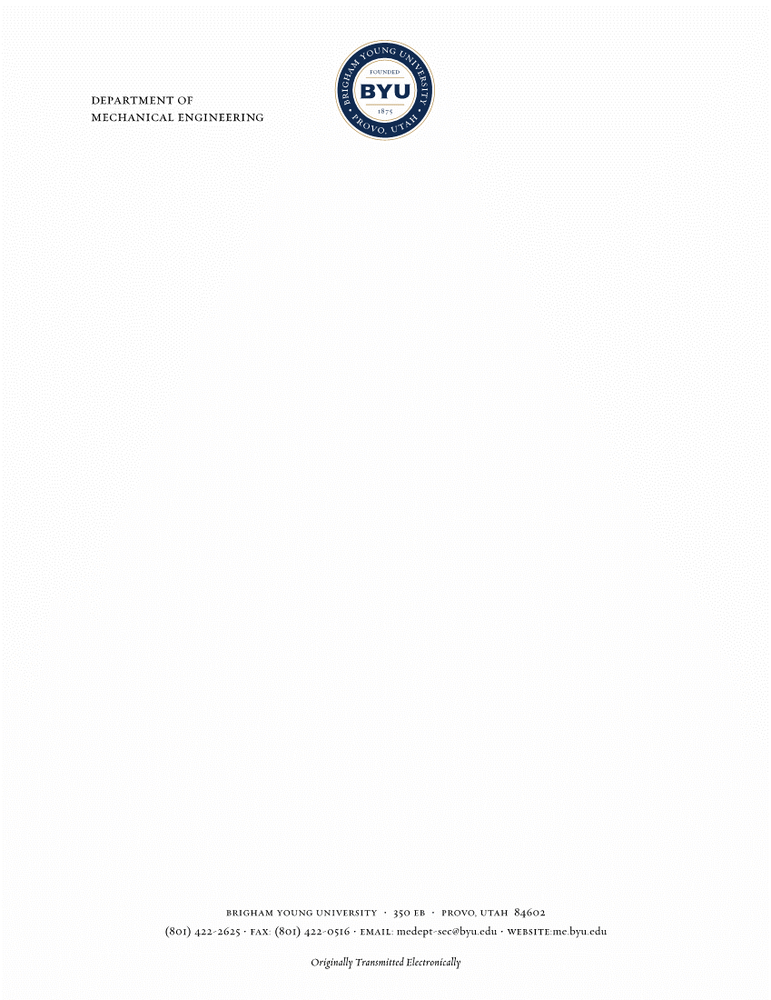 DEPARTMENT OF
MECHANICAL ENGINEERING
BRIGHAM YOUNG UNIVERSITY
FOUNDED
BYU
1875
• PROVO, UTAH •
BRIGHAM YOUNG UNIVERSITY · 350 EB · PROVO, UTAH 84602
(801) 422-2625 · FAX: (801) 422-0516 · EMAIL: medept-sec@byu.edu · WEBSITE:me.byu.edu
Originally Transmitted Electronically